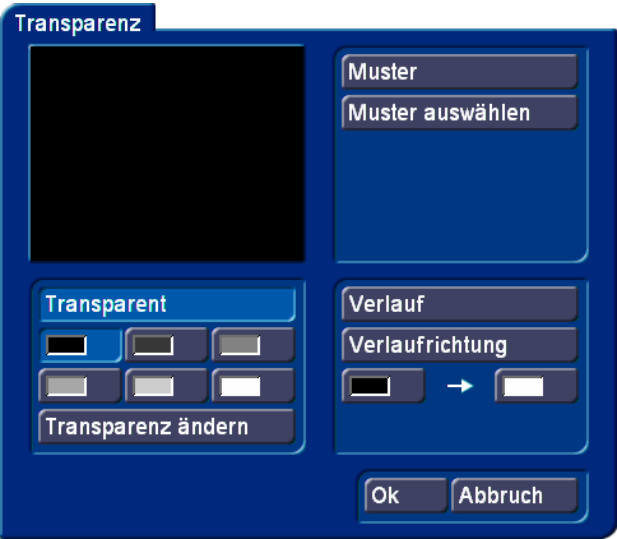 Transparenz
Muster
Muster auswählen
Transparent
Transparenz ändern
Verlauf
Verlaufrichtung
Ok
Abbruch